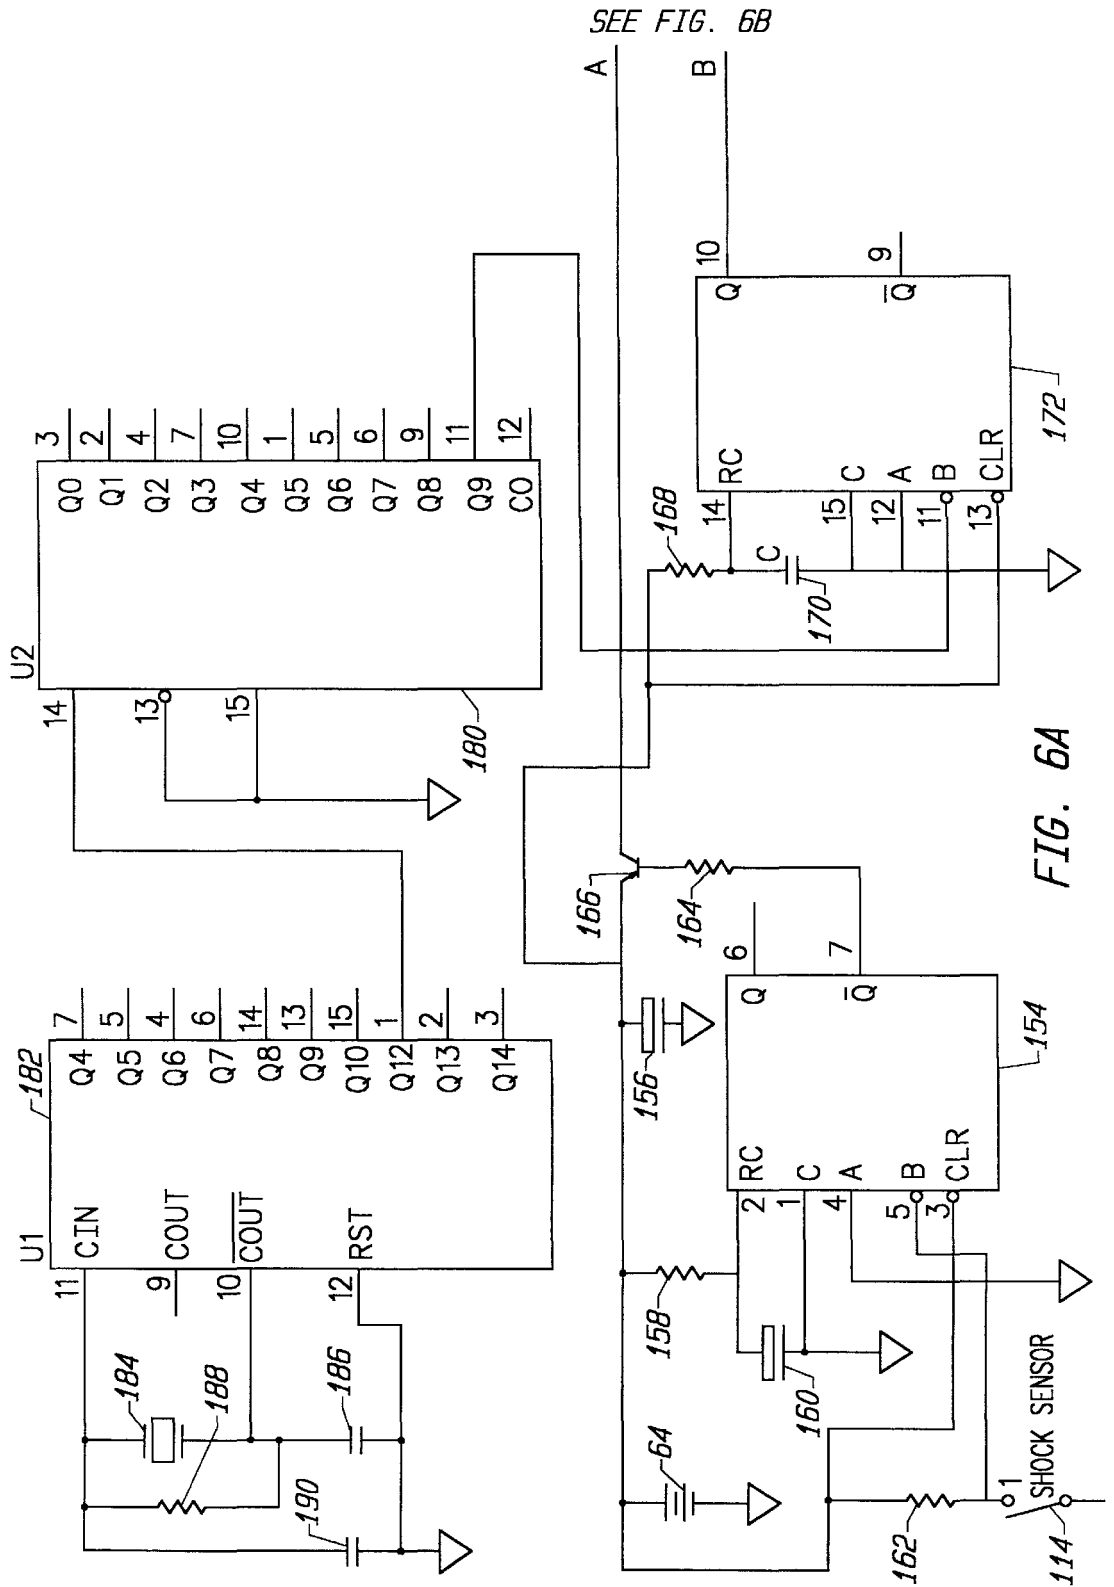 SEE FIG. 6B
A
B
U1
182
11
CIN
9
COUT
10
COUT
12
RST
Q4
7
Q5
5
Q6
4
Q7
6
Q8
14
Q9
13
Q10
15
Q12
1
Q13
2
Q14
3
184
188
186
190
U2
14
13
15
180
Q0
3
Q1
2
Q2
4
Q3
7
Q4
10
Q5
1
Q6
5
Q7
6
Q8
9
Q9
11
CO
12
64
158
160
162
1
SHOCK SENSOR
114
2
RC
1
C
4
A
5
B
3
CLR
Q
6
Q
7
154
156
164
166
168
C
170
14
RC
15
C
12
A
11
B
13
CLR
Q
10
Q
9
172
FIG. 6A